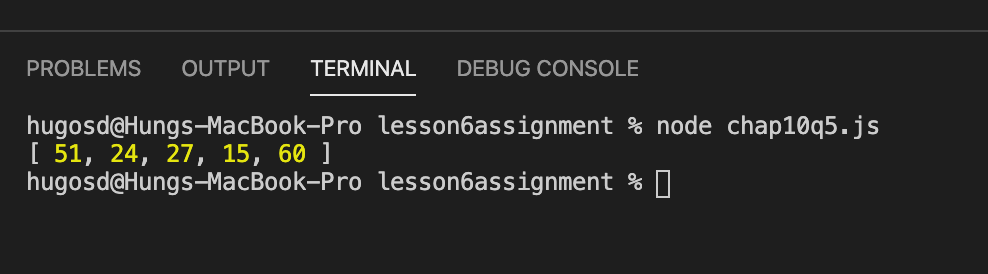 PROBLEMS OUTPUT TERMINAL DEBUG CONSOLE
hugosd@Hungs-MacBook-Pro lesson6assignment % node chap10q5.js
[ 51, 24, 27, 15, 60 ]
hugosd@Hungs-MacBook-Pro lesson6assignment %